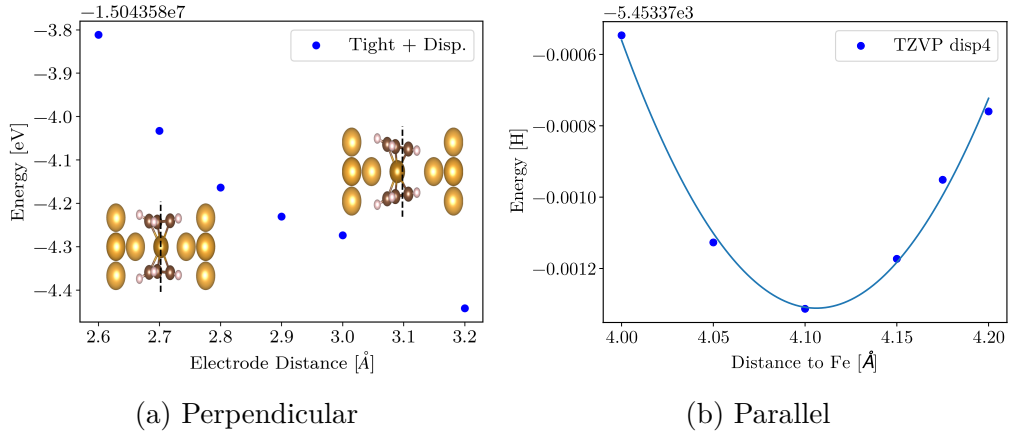 −1.504358e7
−3.8
−3.9
−4.0
−4.1
−4.2
−4.3
−4.4
Energy [eV]
Tight + Disp.
2.6 2.7 2.8 2.9 3.0 3.1 3.2
Electrode Distance [Å]
(a) Perpendicular
−5.45337e3
−0.0006
−0.0008
−0.0010
−0.0012
Energy [H]
TZVP disp4
4.00 4.05 4.10 4.15 4.20
Distance to Fe [Å]
(b) Parallel